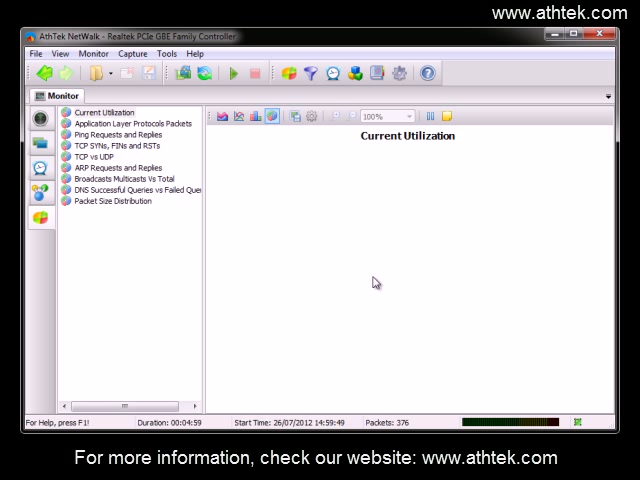 www.athtek.com
AthTek NetWalk - Realtek PCIe GBE Family Controller
File View Monitor Capture Tools Help
Monitor
Current Utilization
Application Layer Protocols Packets
Ping Requests and Replies
TCP SYNs, FINs and RSTs
TCP vs UDP
ARP Requests and Replies
Broadcasts Multicasts Vs Total
DNS Successful Queries vs Failed Quer
Packet Size Distribution
100%
Current Utilization
For Help, press F1! Duration: 00:04:59 Start Time: 26/07/2012 14:59:49 Packets: 376
For more information, check our website: www.athtek.com